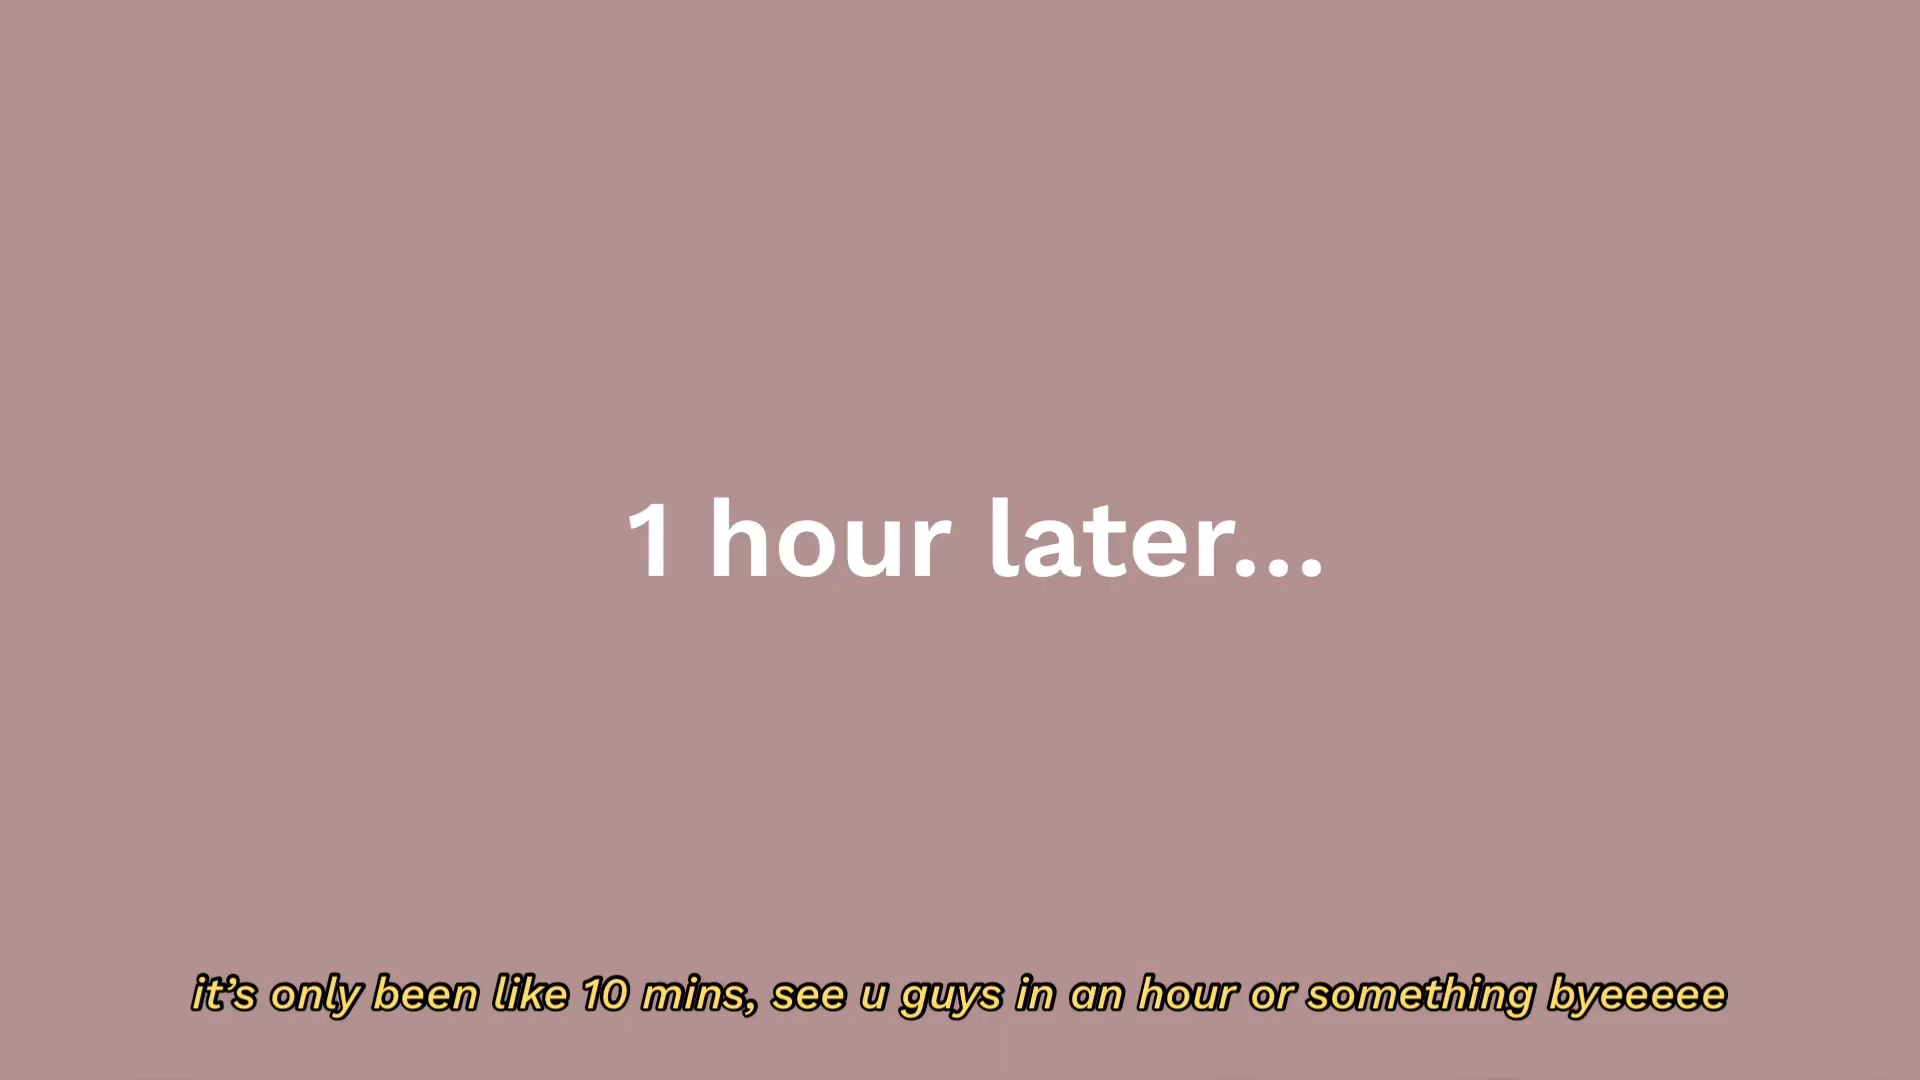 1 hour later...
it's only been like 10 mins, see u guys in an hour or something byeeeee